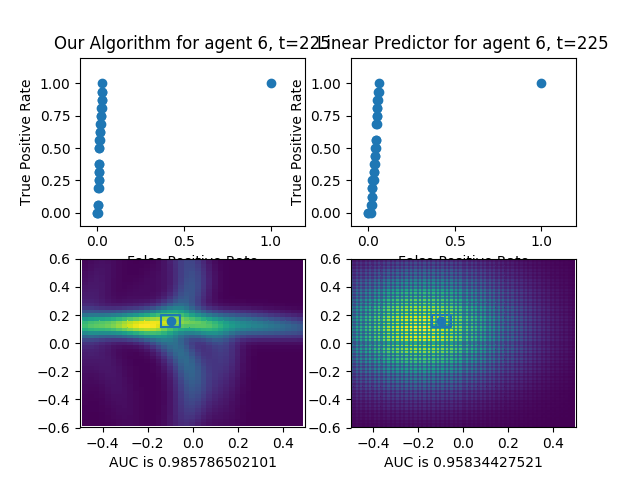 Our Algorithm for agent 6, t=225
Linear Predictor for agent 6, t=225
True Positive Rate
1.00
0.75
0.50
0.25
0.00
0.0 0.5 1.0
False Positive Rate
True Positive Rate
1.00
0.75
0.50
0.25
0.00
0.0 0.5 1.0
False Positive Rate
0.6
0.4
0.2
0.0
−0.2
−0.4
−0.6
−0.4 −0.2 0.0 0.2 0.4
AUC is 0.985786502101
0.6
0.4
0.2
0.0
−0.2
−0.4
−0.6
−0.4 −0.2 0.0 0.2 0.4
AUC is 0.95834427521